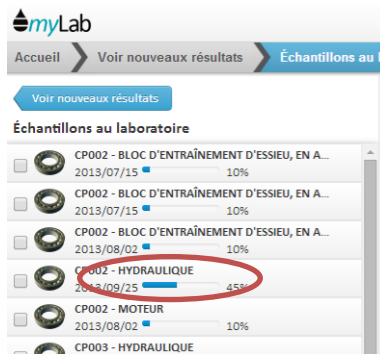 myLab
Accueil Voir nouveaux résultats Échantillons au
Voir nouveaux résultats
Échantillons au laboratoire
CP002 - BLOC D'ENTRAÎNEMENT D'ESSIEU, EN A...
2013/07/15 10%
CP002 - BLOC D'ENTRAÎNEMENT D'ESSIEU, EN A...
2013/07/15 10%
CP002 - BLOC D'ENTRAÎNEMENT D'ESSIEU, EN A...
2013/08/02 10%
CP002 - HYDRAULIQUE
2013/09/25 45%
CP002 - MOTEUR
2013/08/02 10%
CP003 - HYDRAULIQUE